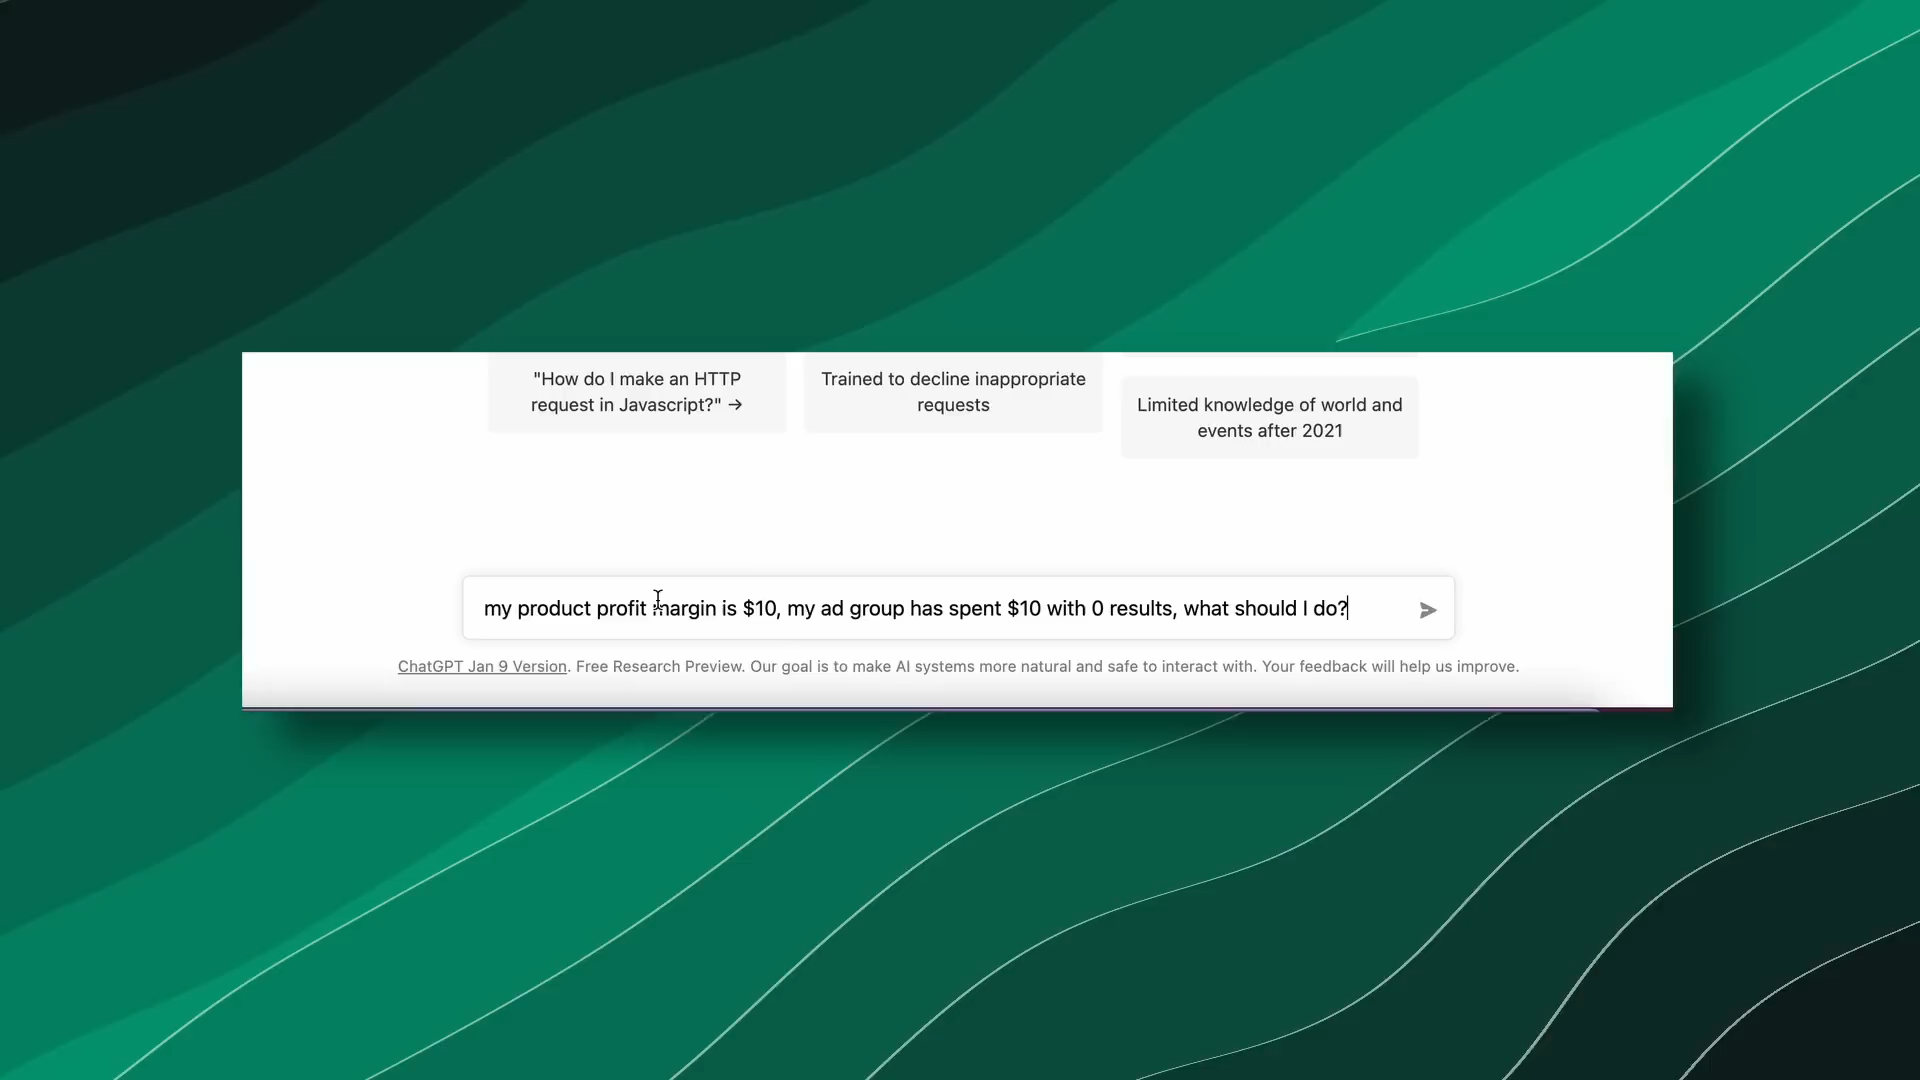 "How do I make an HTTP
request in Javascript?" →
Trained to decline inappropriate
requests
Limited knowledge of world and
events after 2021
my product profit margin is $10, my ad group has spent $10 with 0 results, what should I do?
ChatGPT Jan 9 Version. Free Research Preview. Our goal is to make AI systems more natural and safe to interact with. Your feedback will help us improve.